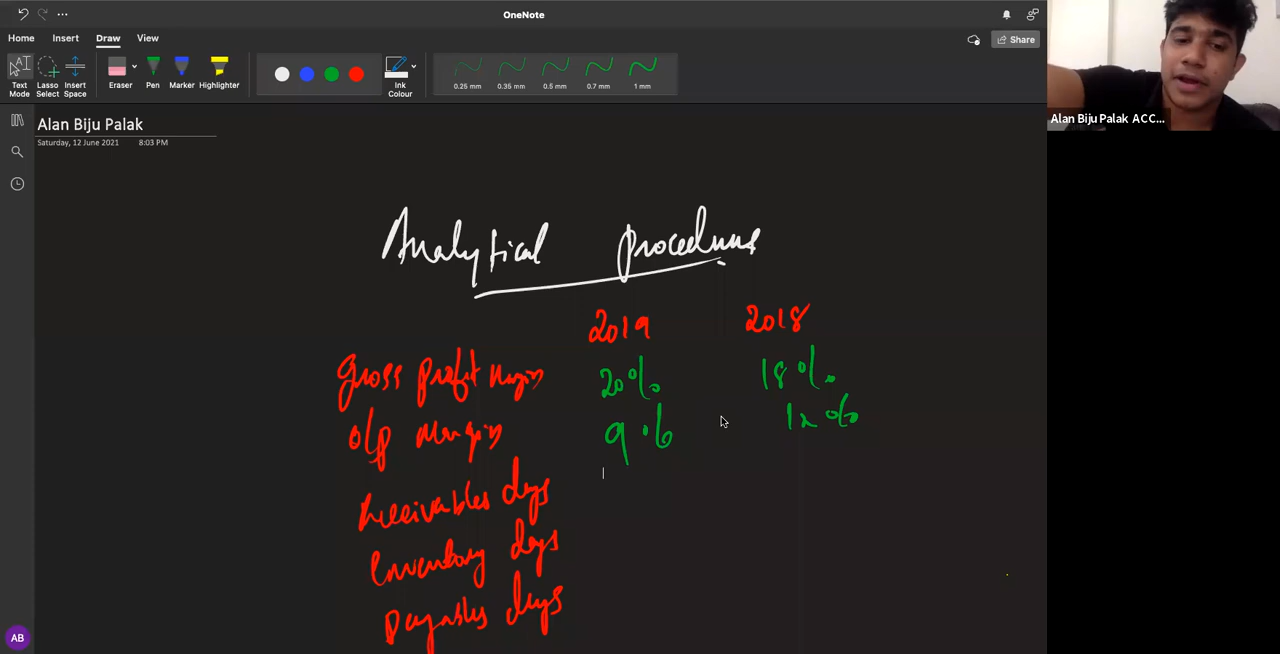 OneNote
Home Insert Draw View
Share
Text Mode
Lasso Select
Insert Space
Eraser
Pen
Marker
Highlighter
Ink Colour
0.25 mm 0.35 mm 0.5 mm 0.7 mm 1 mm
Alan Biju Palak ACC...
Alan Biju Palak
Saturday, 12 June 2021 8:03 PM
Analytical procedure
2019 2018
Gross profit Margin 20% 18%.
O/p Margin 9% 12%
Receivables days
Inventory days
Payables days
AB